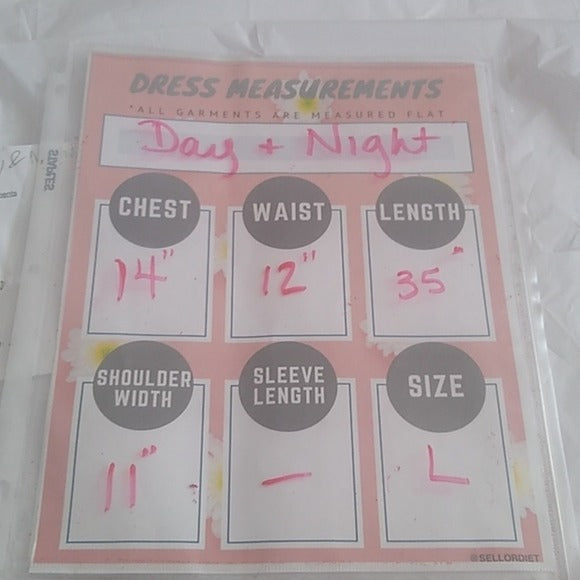 DRESS MEASUREMENTS
*ALL GARMENTS ARE MEASURED FLAT
Day + Night
CHEST WAIST LENGTH
14" 12" 35"
SHOULDER WIDTH SLEEVE LENGTH SIZE
11" — L
@SELLORDIET
STAPLES